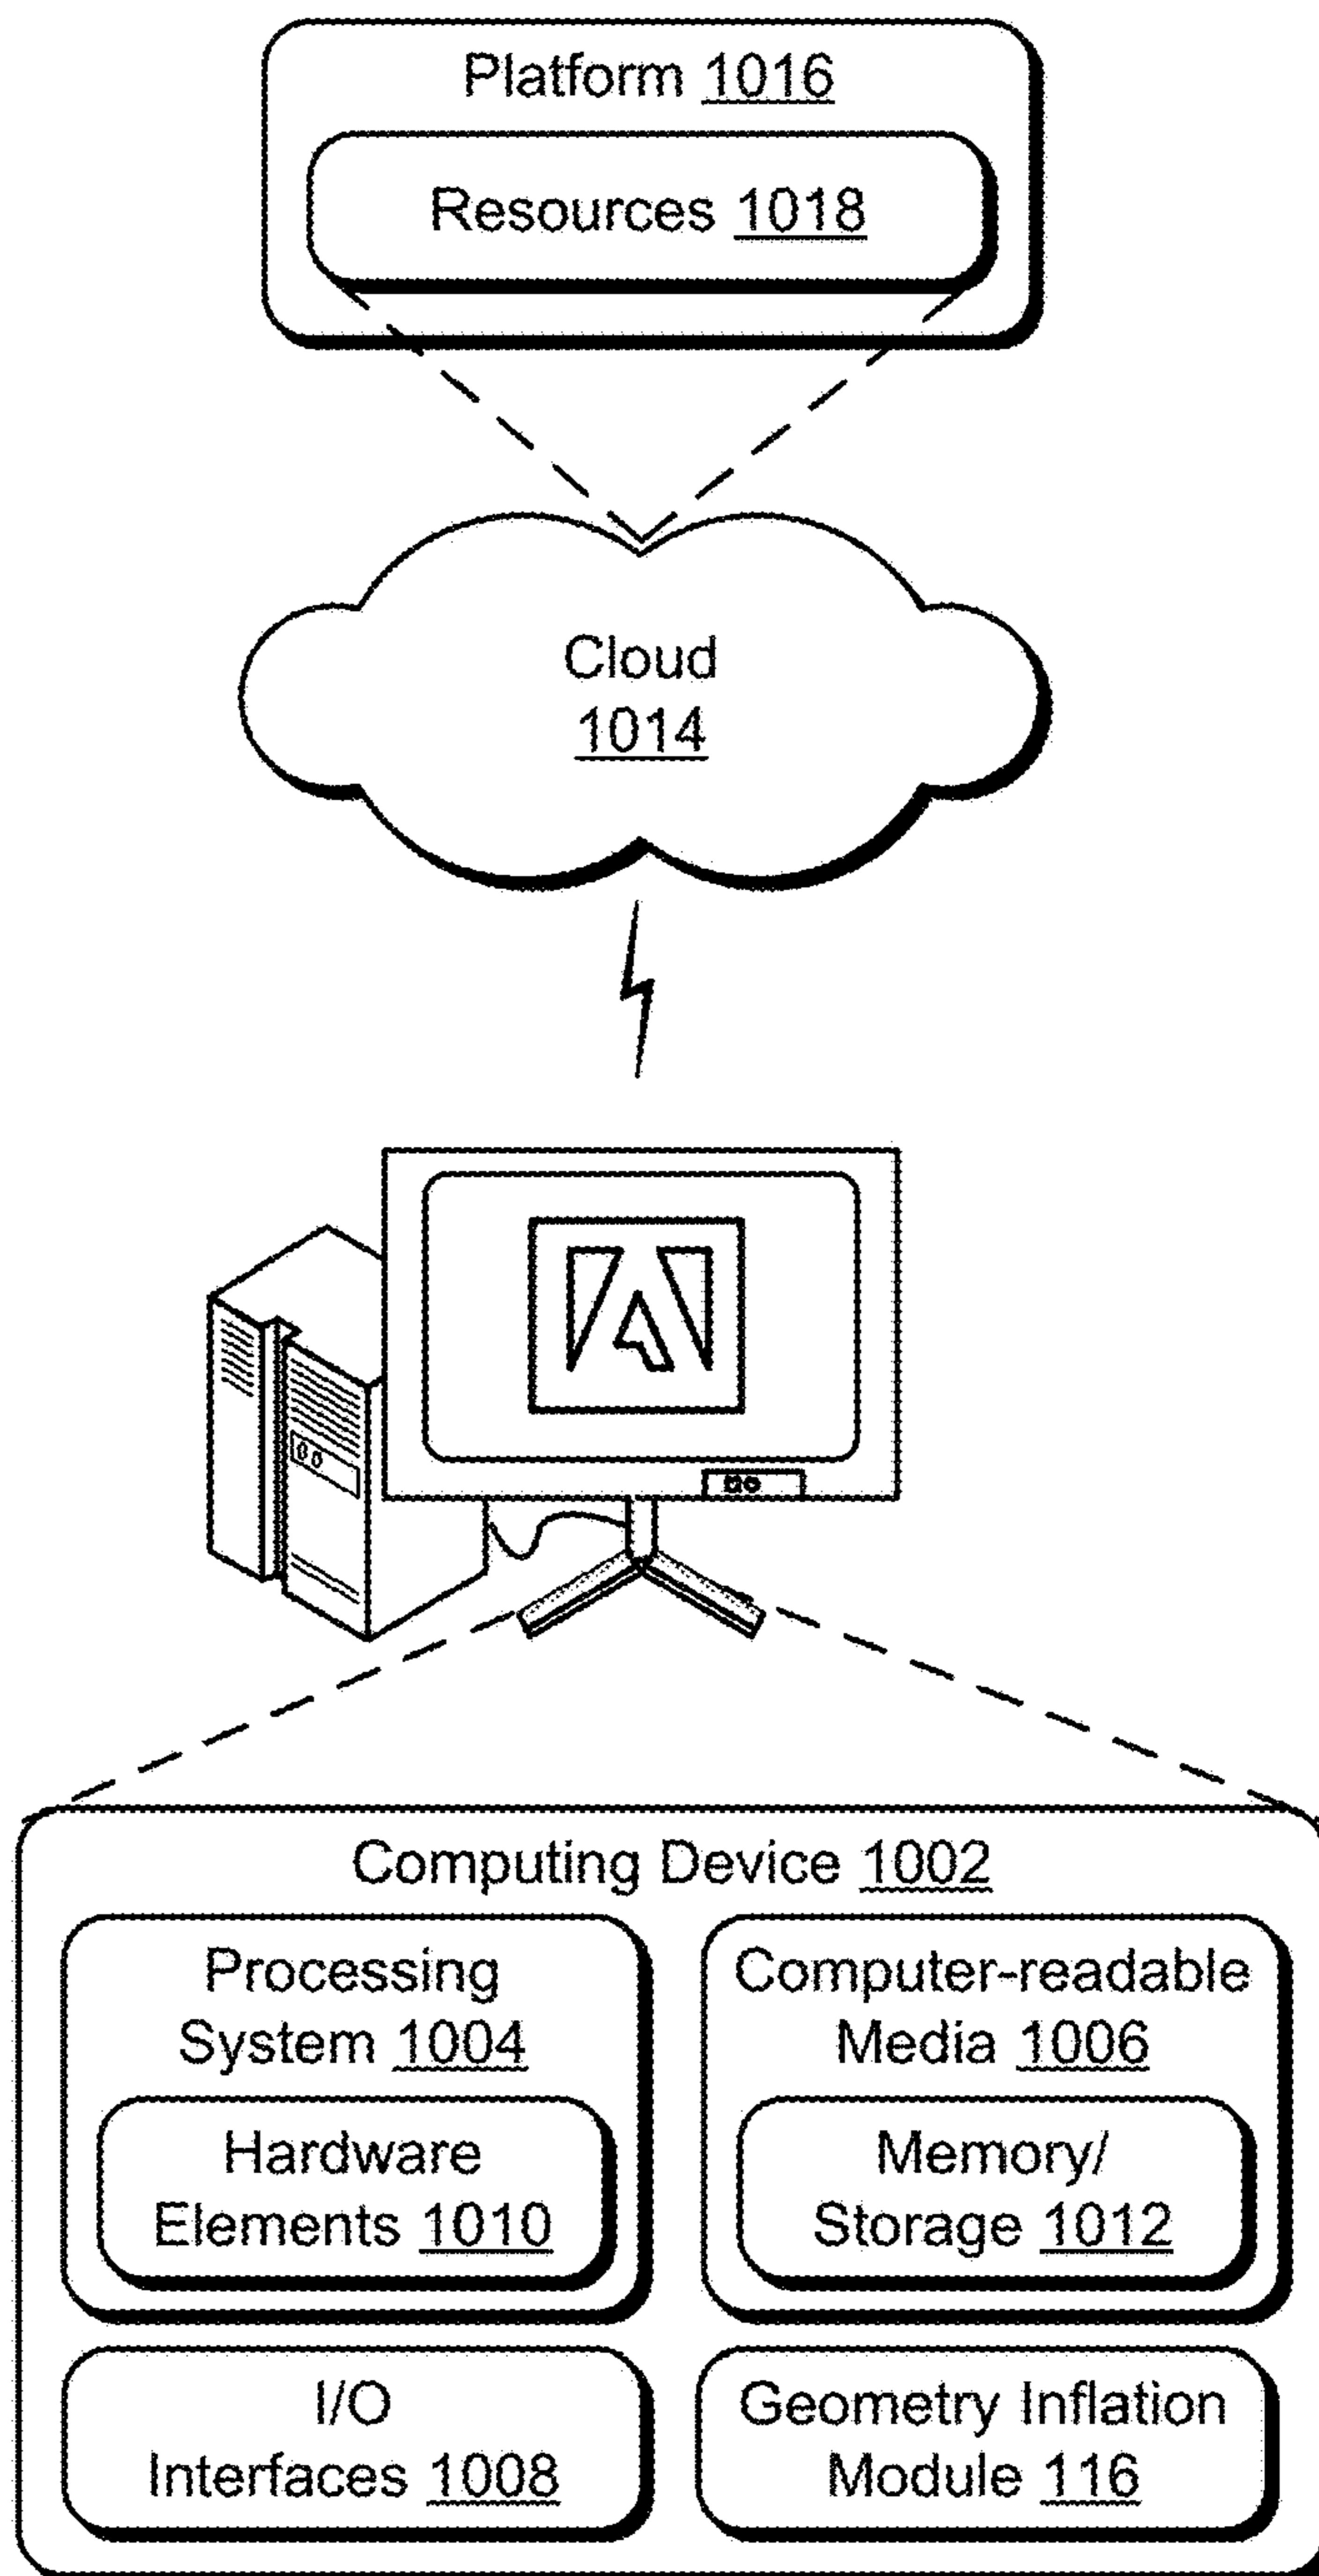 Platform 1016
Resources 1018
Cloud
1014
Computing Device 1002
Processing
System 1004
Hardware
Elements 1010
Computer-readable
Media 1006
Memory/
Storage 1012
I/O
Interfaces 1008
Geometry Inflation
Module 116